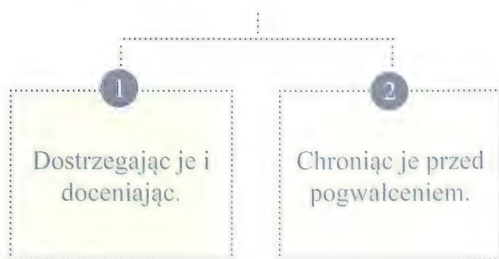 1
Dostrzegając je i
doceniając.
2
Chroniąc je przed
pogwałceniem.